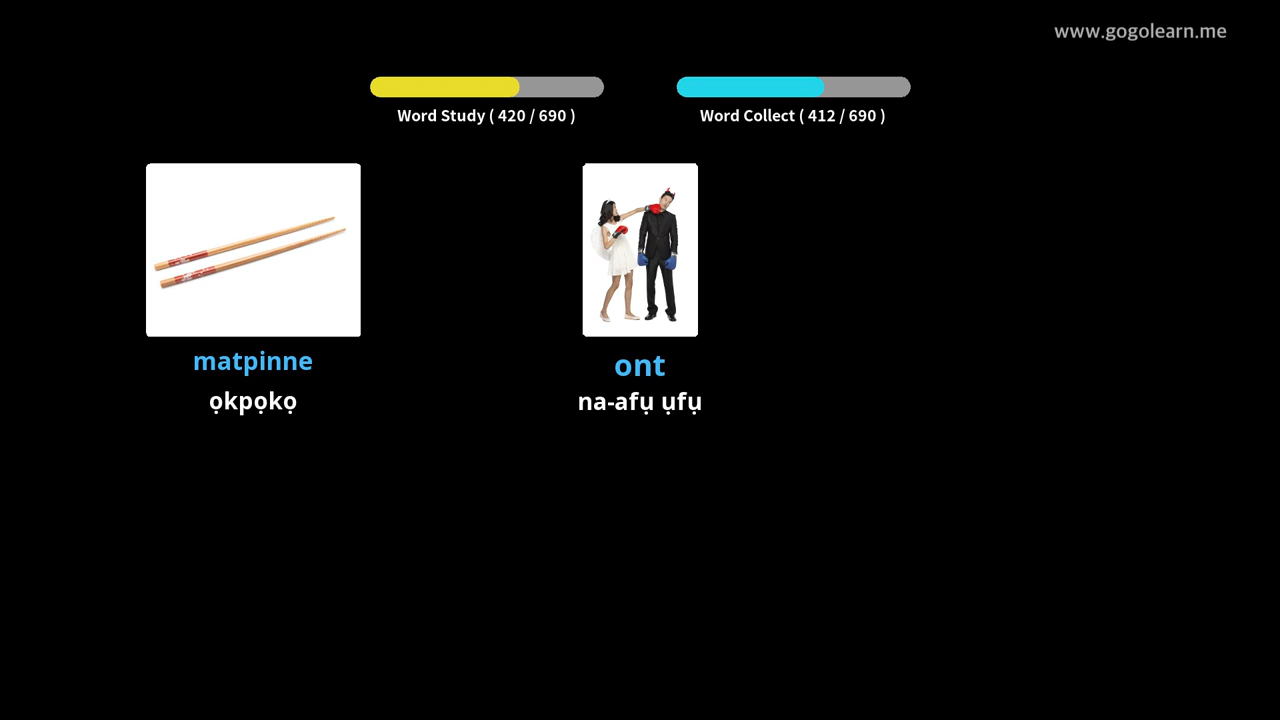 www.gogolearn.me
Word Study ( 420 / 690 )
Word Collect ( 412 / 690 )
matpinne
ọkpọkọ
ont
na-afụ ụfụ